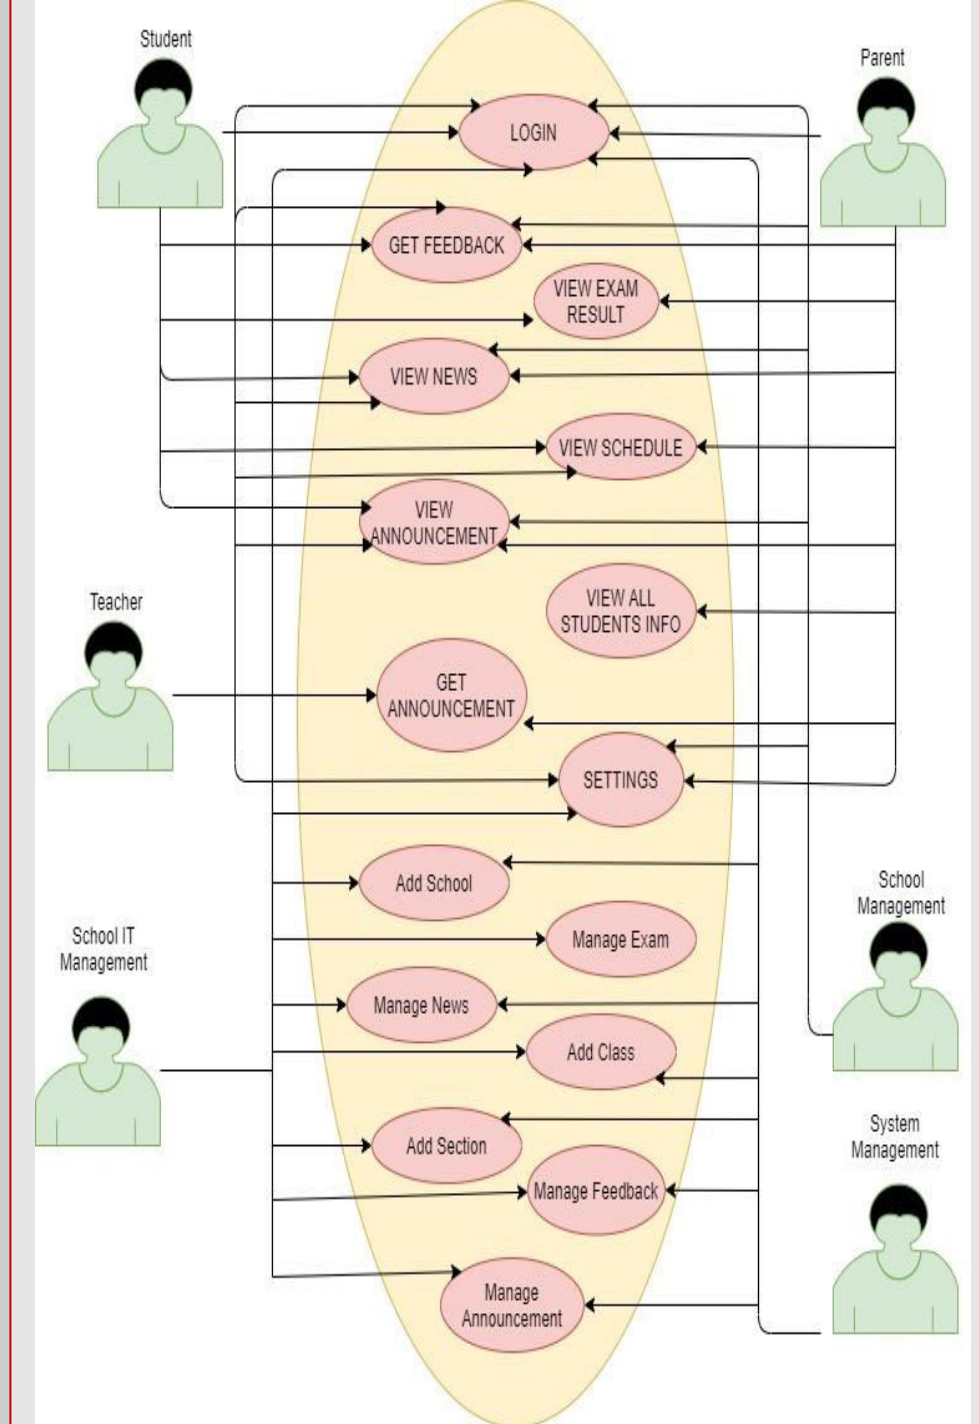 Student
Parent
LOGIN
GET FEEDBACK
VIEW EXAM
RESULT
VIEW NEWS
VIEW SCHEDULE
VIEW
ANNOUNCEMENT
Teacher
VIEW ALL
STUDENTS INFO
GET
ANNOUNCEMENT
SETTINGS
Add School
School
Management
School IT
Management
Manage Exam
Manage News
Add Class
Add Section
System
Management
Manage Feedback
Manage
Announcement